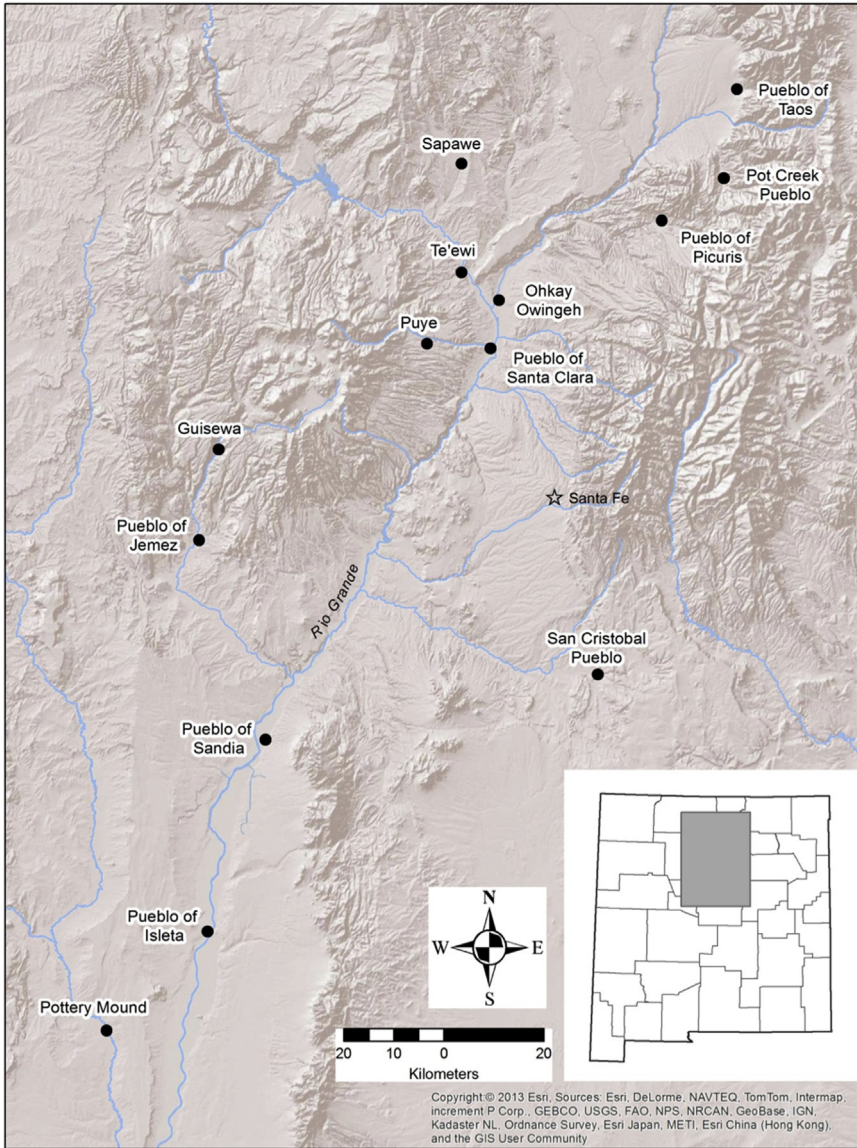 Pueblo of
Taos
Sapawe
Pot Creek
Pueblo
Pueblo of
Picuris
Te'ewi
Ohkay
Owingeh
Puye
Pueblo of
Santa Clara
Guisewa
Santa Fe
Pueblo of
Jemez
Rio Grande
San Cristobal
Pueblo
Pueblo of
Sandia
Pueblo of
Isleta
N
W E
S
Pottery Mound
20 10 0 20
Kilometers
Copyright:© 2013 Esri, Sources: Esri, DeLorme, NAVTEQ, TomTom, Intermap,
increment P Corp., GEBCO, USGS, FAO, NPS, NRCAN, GeoBase, IGN,
Kadaster NL, Ordnance Survey, Esri Japan, METI, Esri China (Hong Kong),
and the GIS User Community